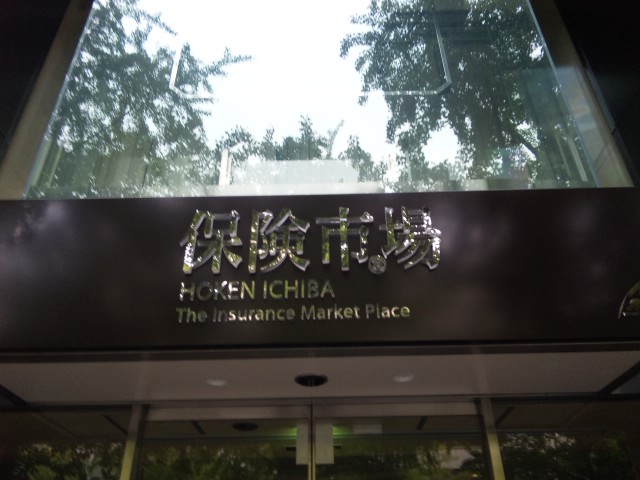 保険市場
HOKEN ICHIBA
The Insurance Market Place